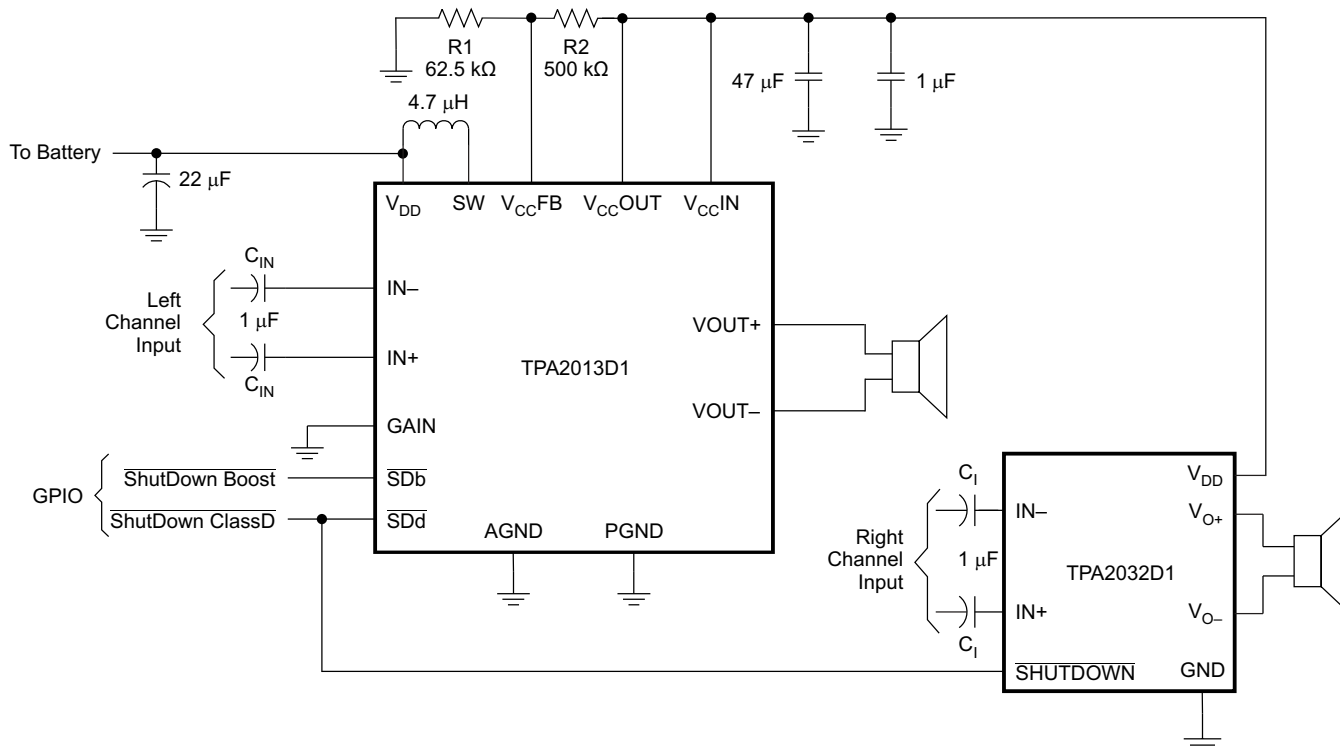 R1
62.5 kΩ
R2
500 kΩ
47 μF
1 μF
4.7 μH
To Battery
22 μF
V_DD
SW
V_CCFB
V_CCOUT
V_CCIN
C_IN
IN–
Left
Channel
Input
1 μF
IN+
C_IN
VOUT+
TPA2013D1
VOUT–
GAIN
GPIO
ShutDown Boost
SDb
ShutDown ClassD
SDd
AGND
PGND
V_DD
C_I
IN–
V_O+
Right
Channel
Input
1 μF
TPA2032D1
IN+
V_O–
C_I
SHUTDOWN
GND